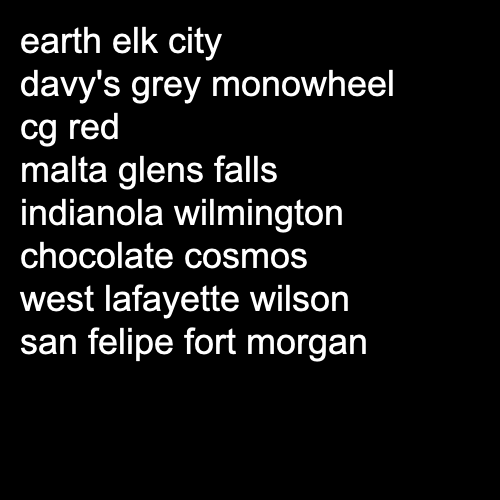 earth elk city
davy's grey monowheel
cg red
malta glens falls
indianola wilmington
chocolate cosmos
west lafayette wilson
san felipe fort morgan